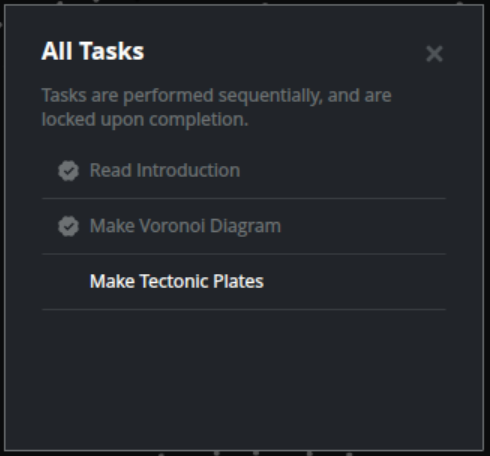 All Tasks
Tasks are performed sequentially, and are
locked upon completion.
Read Introduction
Make Voronoi Diagram
Make Tectonic Plates